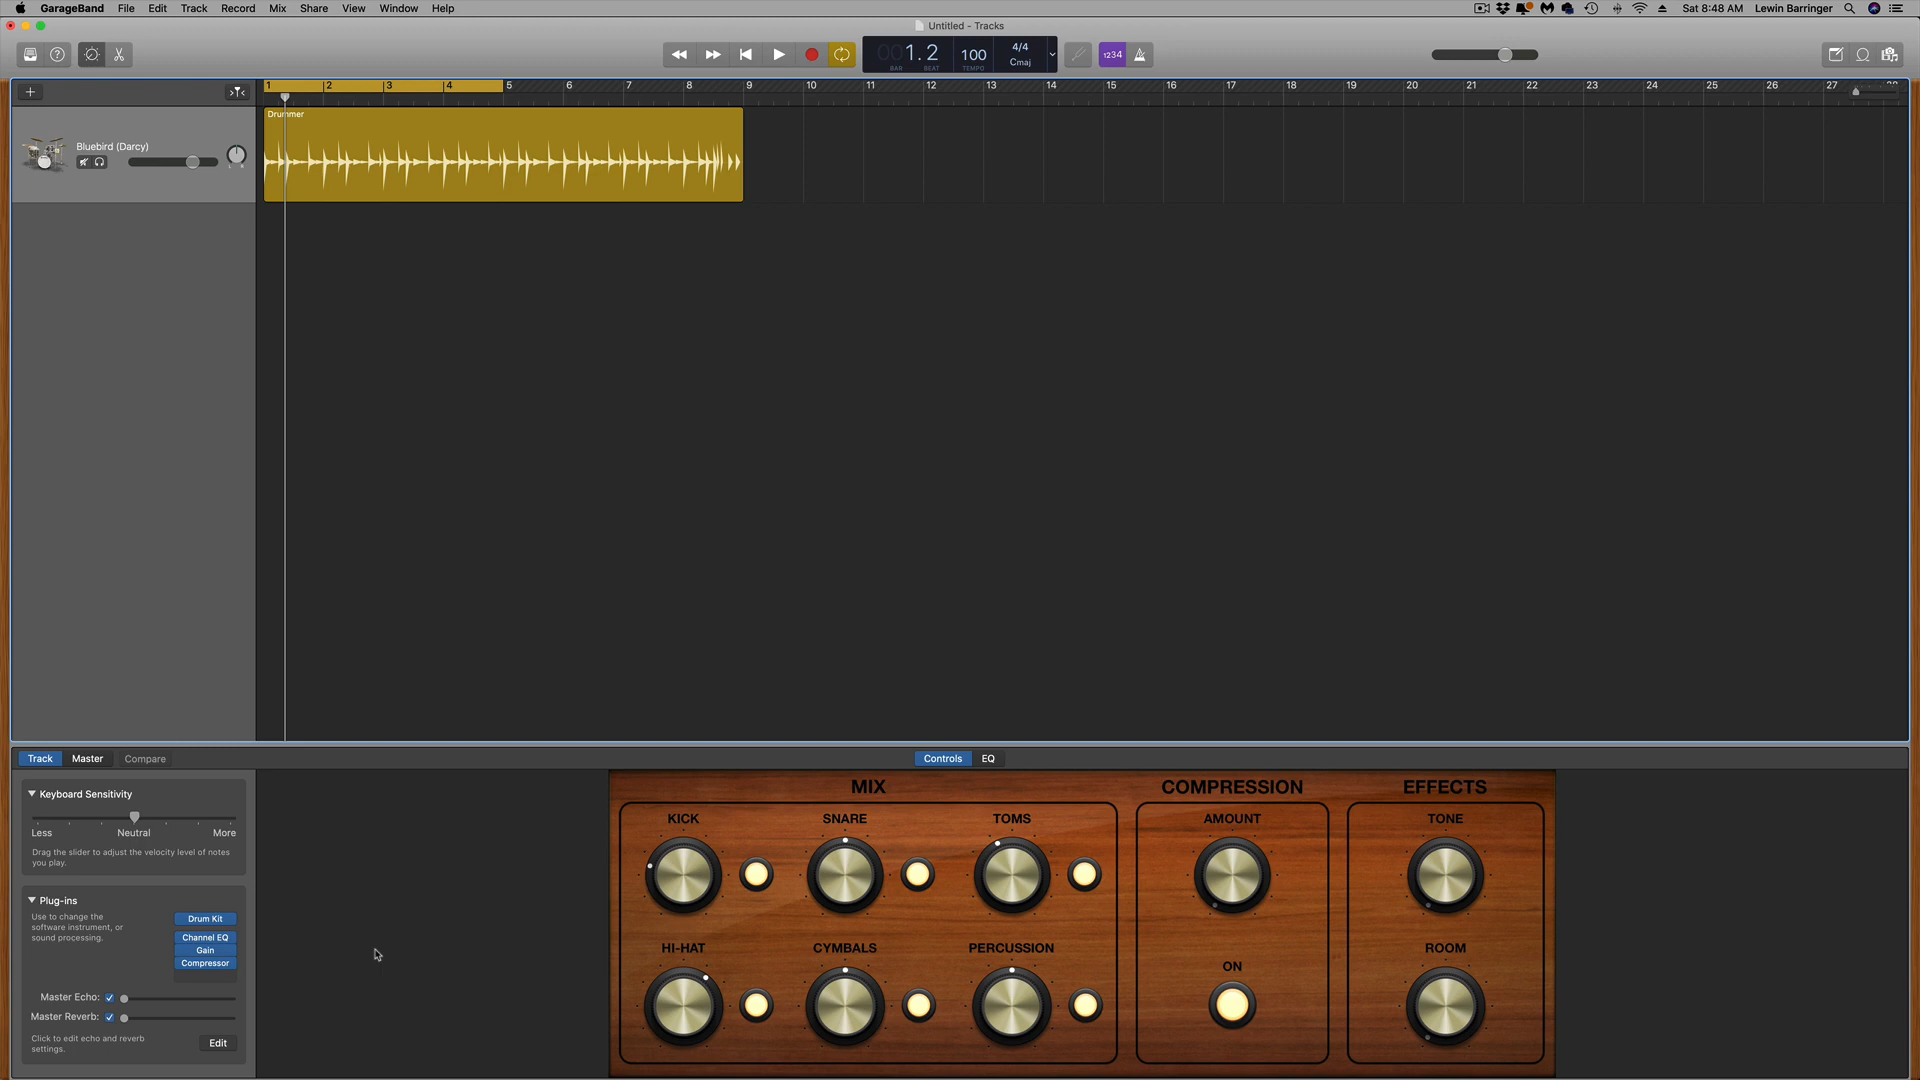 GarageBand File Edit Track Record Mix Share View Window Help
Sat 8:48 AM Lewin Barringer
Untitled - Tracks
001.2 100 4/4 Cmaj
BAR BEAT TEMPO
1234
1 2 3 4 5 6 7 8 9 10 11 12 13 14 15 16 17 18 19 20 21 22 23 24 25 26 27
Drummer
Bluebird (Darcy)
L R
Track Master Compare
Controls EQ
Keyboard Sensitivity
Less Neutral More
Drag the slider to adjust the velocity level of notes
you play.
Plug-ins
Use to change the
software instrument, or
sound processing.
Drum Kit
Channel EQ
Gain
Compressor
Master Echo:
Master Reverb:
Click to edit echo and reverb
settings.
Edit
MIX COMPRESSION EFFECTS
KICK SNARE TOMS AMOUNT TONE
HI-HAT CYMBALS PERCUSSION ON ROOM